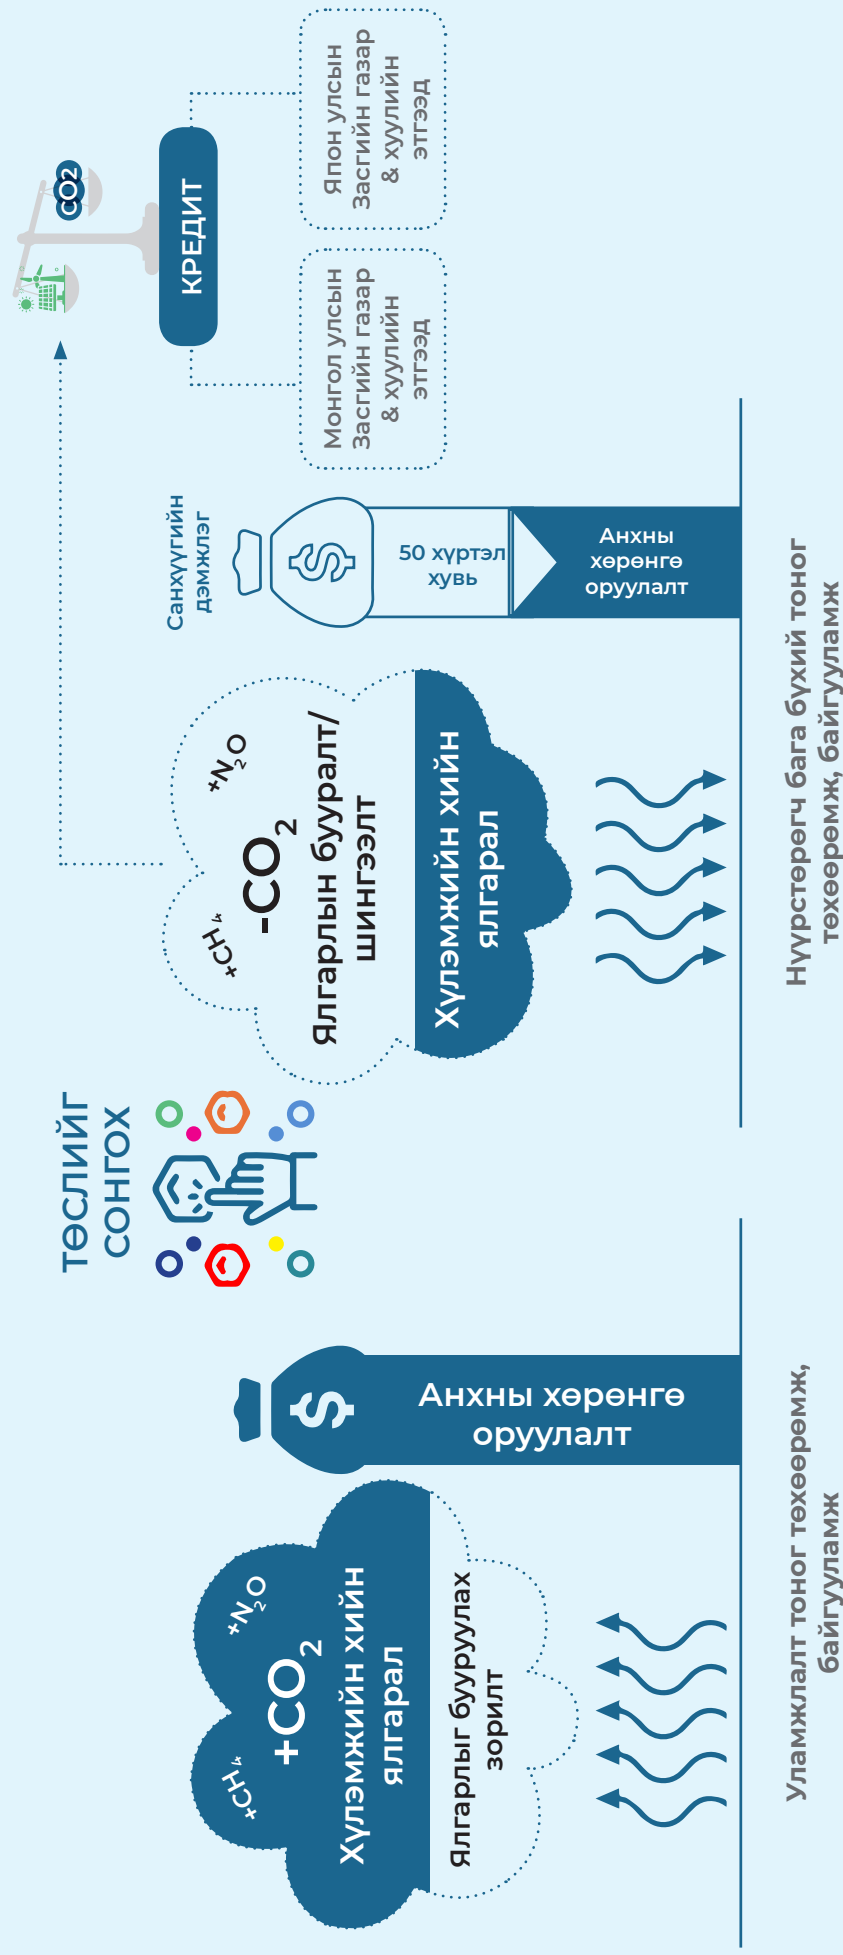 +CH₄
+N₂O
+CO₂
Хүлэмжийн хийн
ялгарал
Ялгарлыг бууруулах
зорилт
$
Анхны хөрөнгө
оруулалт
Уламжлалт тоног төхөөрөмж,
байгууламж
ТӨСЛИЙГ
СОНГОХ
+CH₄
+N₂O
-CO₂
Ялгарлын бууралт/
шингээлт
Хүлэмжийн хийн
ялгарал
Санхүүгийн
дэмжлэг
$
50 хүртэл
хувь
Анхны
хөрөнгө
оруулалт
Нүүрстөрөгч бага бүхий тоног
төхөөрөмж, байгууламж
CO2
КРЕДИТ
Монгол улсын
Засгийн газар
& хуулийн
этгээд
Япон улсын
Засгийн газар
& хуулийн
этгээд